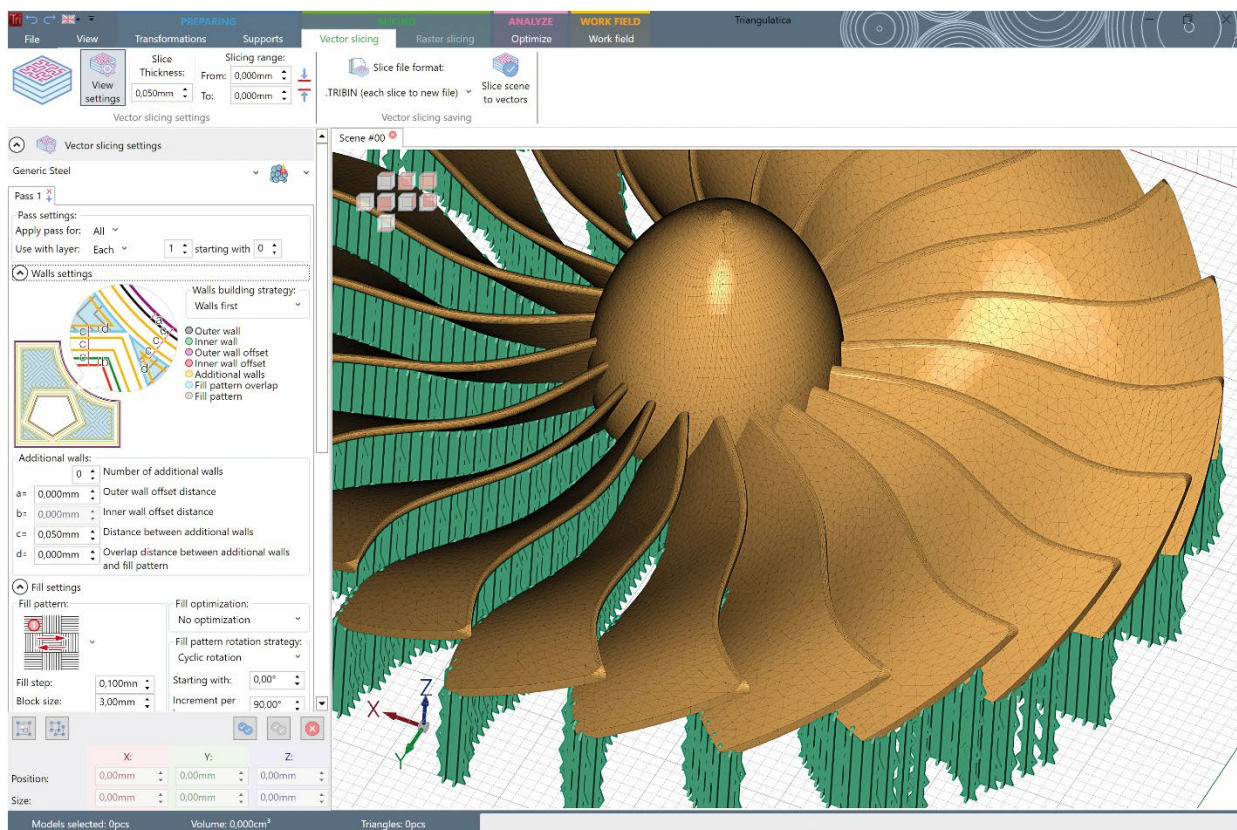 Tri
PREPARING
SLICING
ANALYZE
WORK FIELD
Triangulatica
File
View
Transformations
Supports
Vector slicing
Raster slicing
Optimize
Work field
View
settings
Slice
Thickness:
0,050mm
Slicing range:
From: 0,000mm
To: 0,000mm
Vector slicing settings
Slice file format:
.TRIBIN (each slice to new file)
Slice scene
to vectors
Vector slicing saving
Vector slicing settings
Generic Steel
Pass 1
Pass settings:
Apply pass for: All
Use with layer: Each 1 starting with 0
Walls settings
Walls building strategy:
Walls first
a
c
d
c
c
c
c
b
d
Outer wall
Inner wall
Outer wall offset
Inner wall offset
Additional walls
Fill pattern overlap
Fill pattern
Additional walls:
0 Number of additional walls
a= 0,000mm Outer wall offset distance
b= 0,000mm Inner wall offset distance
c= 0,050mm Distance between additional walls
d= 0,000mm Overlap distance between additional walls
and fill pattern
Fill settings
Fill pattern:
1
Fill optimization:
No optimization
Fill pattern rotation strategy:
Cyclic rotation
Fill step: 0,100mm
Starting with: 0,00°
Block size: 3,00mm
Increment per 90,00°
X: Y: Z:
Position: 0,00mm 0,00mm 0,00mm
Size: 0,00mm 0,00mm 0,00mm
Models selected: 0pcs Volume: 0,000cm³ Triangles: 0pcs
Scene #00
Z
X
Y